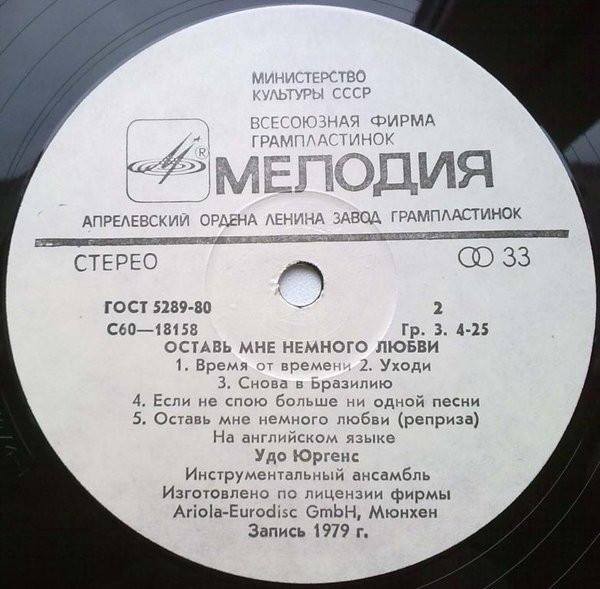 МИНИСТЕРСТВО
КУЛЬТУРЫ СССР
ВСЕСОЮЗНАЯ ФИРМА
ГРАМПЛАСТИНОК
® МЕЛОДИЯ
АПРЕЛЕВСКИЙ ОРДЕНА ЛЕНИНА ЗАВОД ГРАМПЛАСТИНОК
СТЕРЕО 33
ГОСТ 5289-80 2
С60—18158 Гр. 3. 4-25
ОСТАВЬ МНЕ НЕМНОГО ЛЮБВИ
1. Время от времени 2. Уходи
3. Снова в Бразилию
4. Если не спою больше ни одной песни
5. Оставь мне немного любви (реприза)
На английском языке
Удо Юргенс
Инструментальный ансамбль
Изготовлено по лицензии фирмы
Ariola-Eurodisc GmbH, Мюнхен
Запись 1979 г.